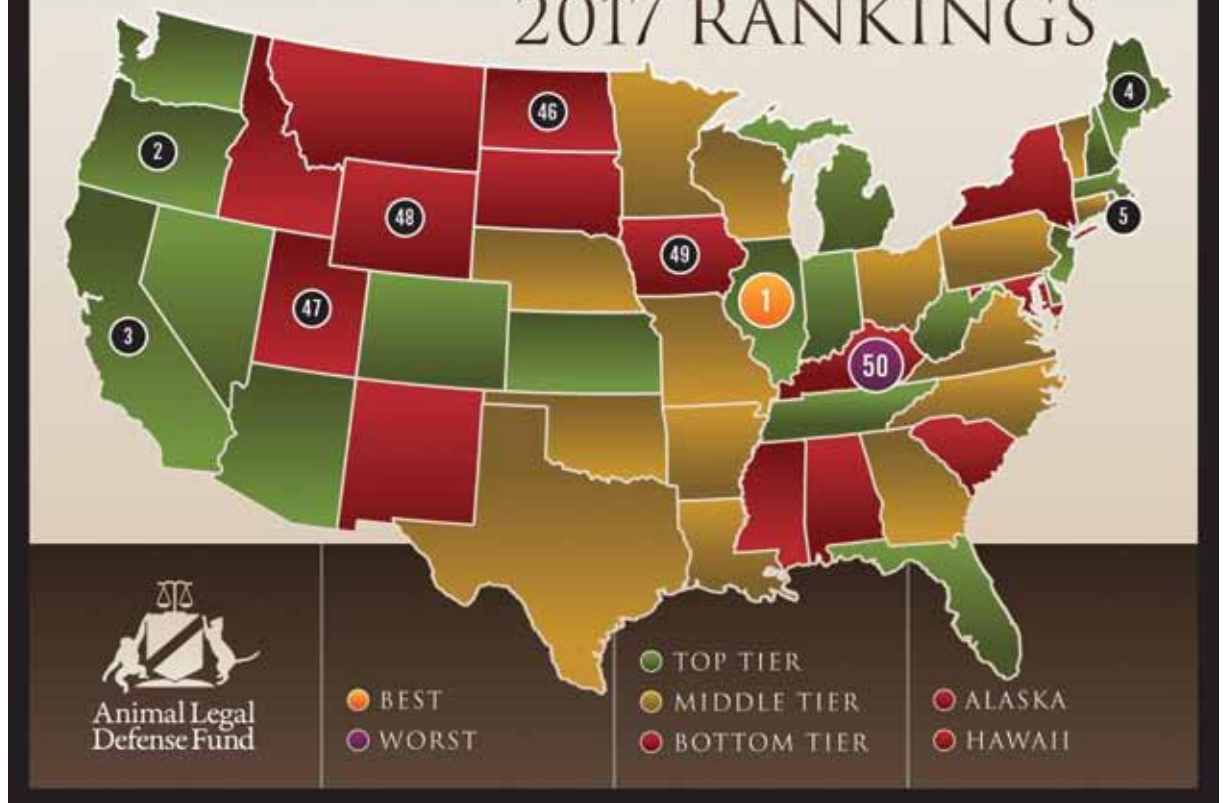 2017 RANKINGS
4
46
2
5
48
49
1
47
3
50
TOP TIER
BEST
MIDDLE TIER
ALASKA
Animal Legal
Defense Fund
WORST
BOTTOM TIER
HAWAII